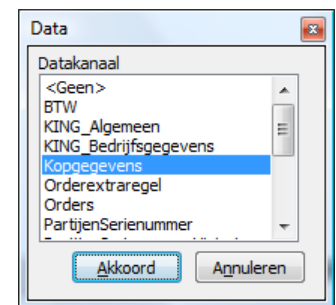 Data
Datakanaal
<Geen>
BTW
KING_Algemeen
KING_Bedrijfsgegevens
Kopgegevens
Orderextraregel
Orders
PartijenSerienummer
Akkoord
Annuleren